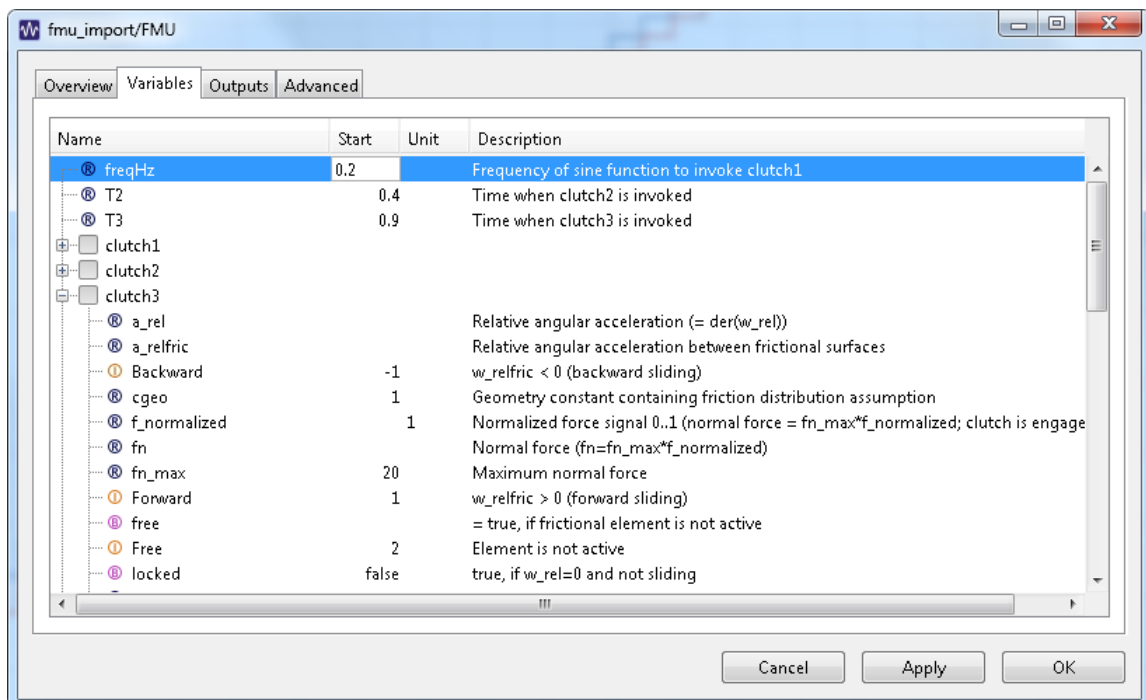 fmu_import/FMU
Overview Variables Outputs Advanced
Name Start Unit Description
freqHz 0.2 Frequency of sine function to invoke clutch1
T2 0.4 Time when clutch2 is invoked
T3 0.9 Time when clutch3 is invoked
clutch1
clutch2
clutch3
a_rel Relative angular acceleration (= der(w_rel))
a_relfric Relative angular acceleration between frictional surfaces
Backward -1 w_relfric < 0 (backward sliding)
cgeo 1 Geometry constant containing friction distribution assumption
f_normalized 1 Normalized force signal 0..1 (normal force = fn_max*f_normalized; clutch is engage
fn Normal force (fn=fn_max*f_normalized)
fn_max 20 Maximum normal force
Forward 1 w_relfric > 0 (forward sliding)
free = true, if frictional element is not active
Free 2 Element is not active
locked false true, if w_rel=0 and not sliding
Cancel Apply OK